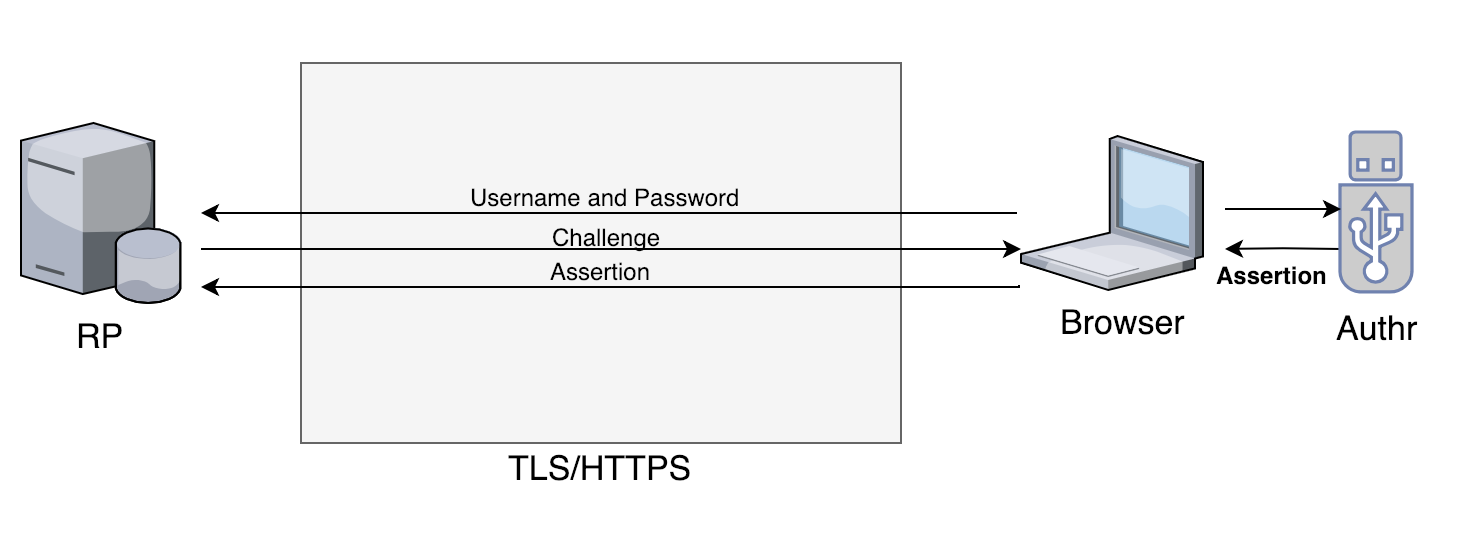 Username and Password
Challenge
Assertion
Assertion
RP
Browser
Authr
TLS/HTTPS